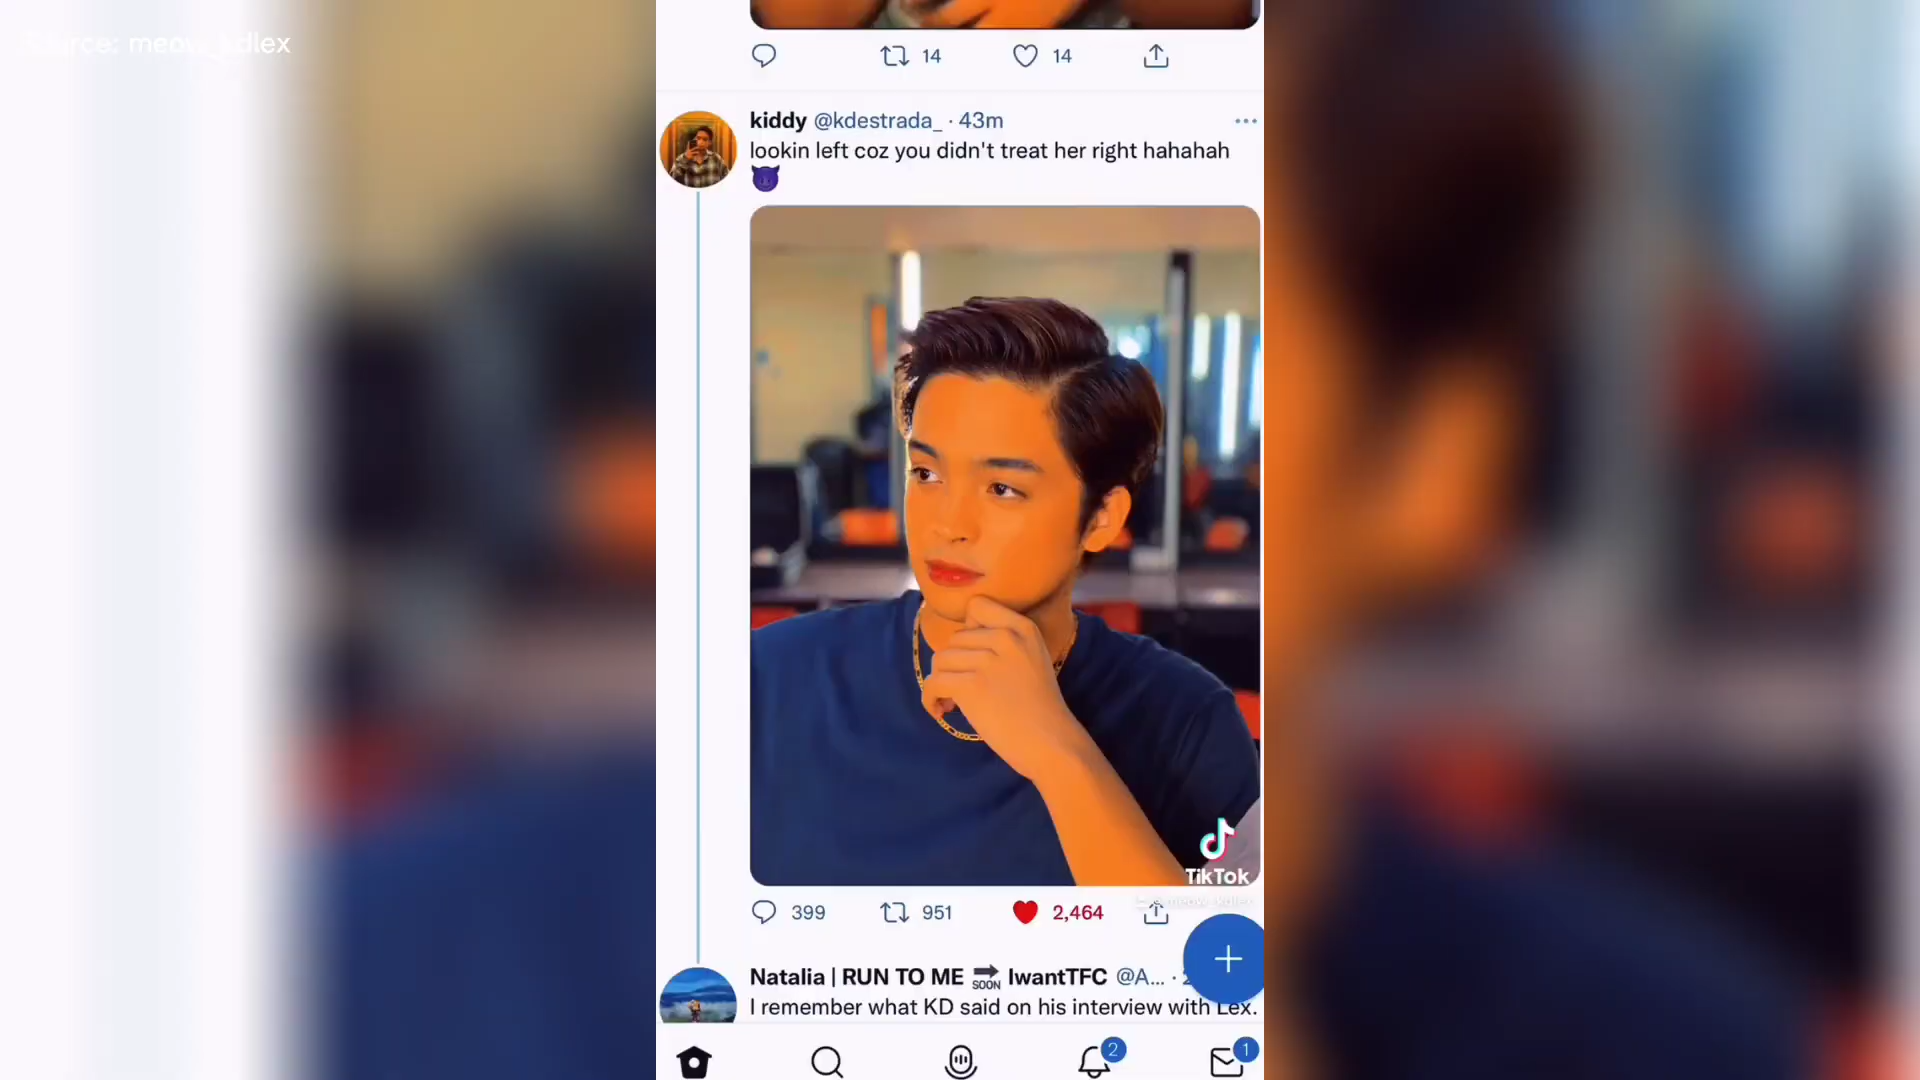 Source: meow_kdlex
14 14
kiddy @kdestrada_ · 43m
lookin left coz you didn't treat her right hahahah
TikTok
399 951 2,464
Natalia | RUN TO ME SOON IwantTFC @A... ·
I remember what KD said on his interview with Lex.
2 1